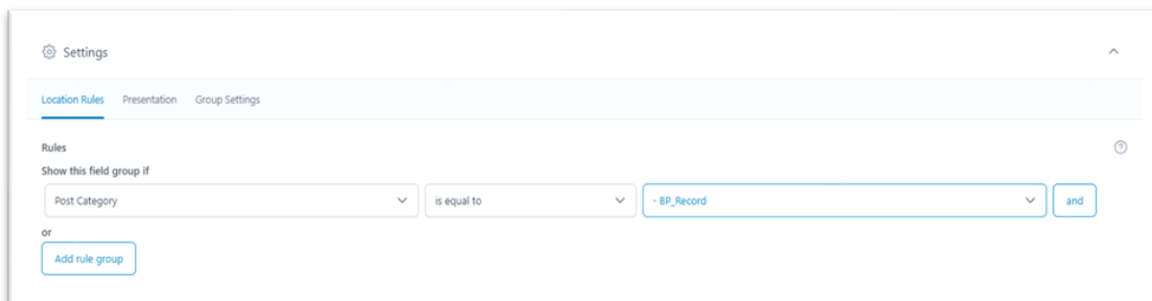 Settings
Location Rules Presentation Group Settings
Rules
Show this field group if
Post Category is equal to - BP_Record and
or
Add rule group